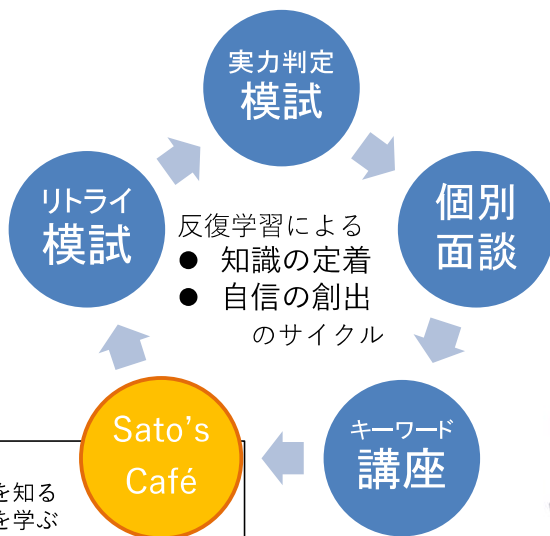 実力判定
模試
個別
面談
キーワード
講座
Sato’s
Café
リトライ
模試
反復学習による
● 知識の定着
● 自信の創出
のサイクル
を知る
を学ぶ